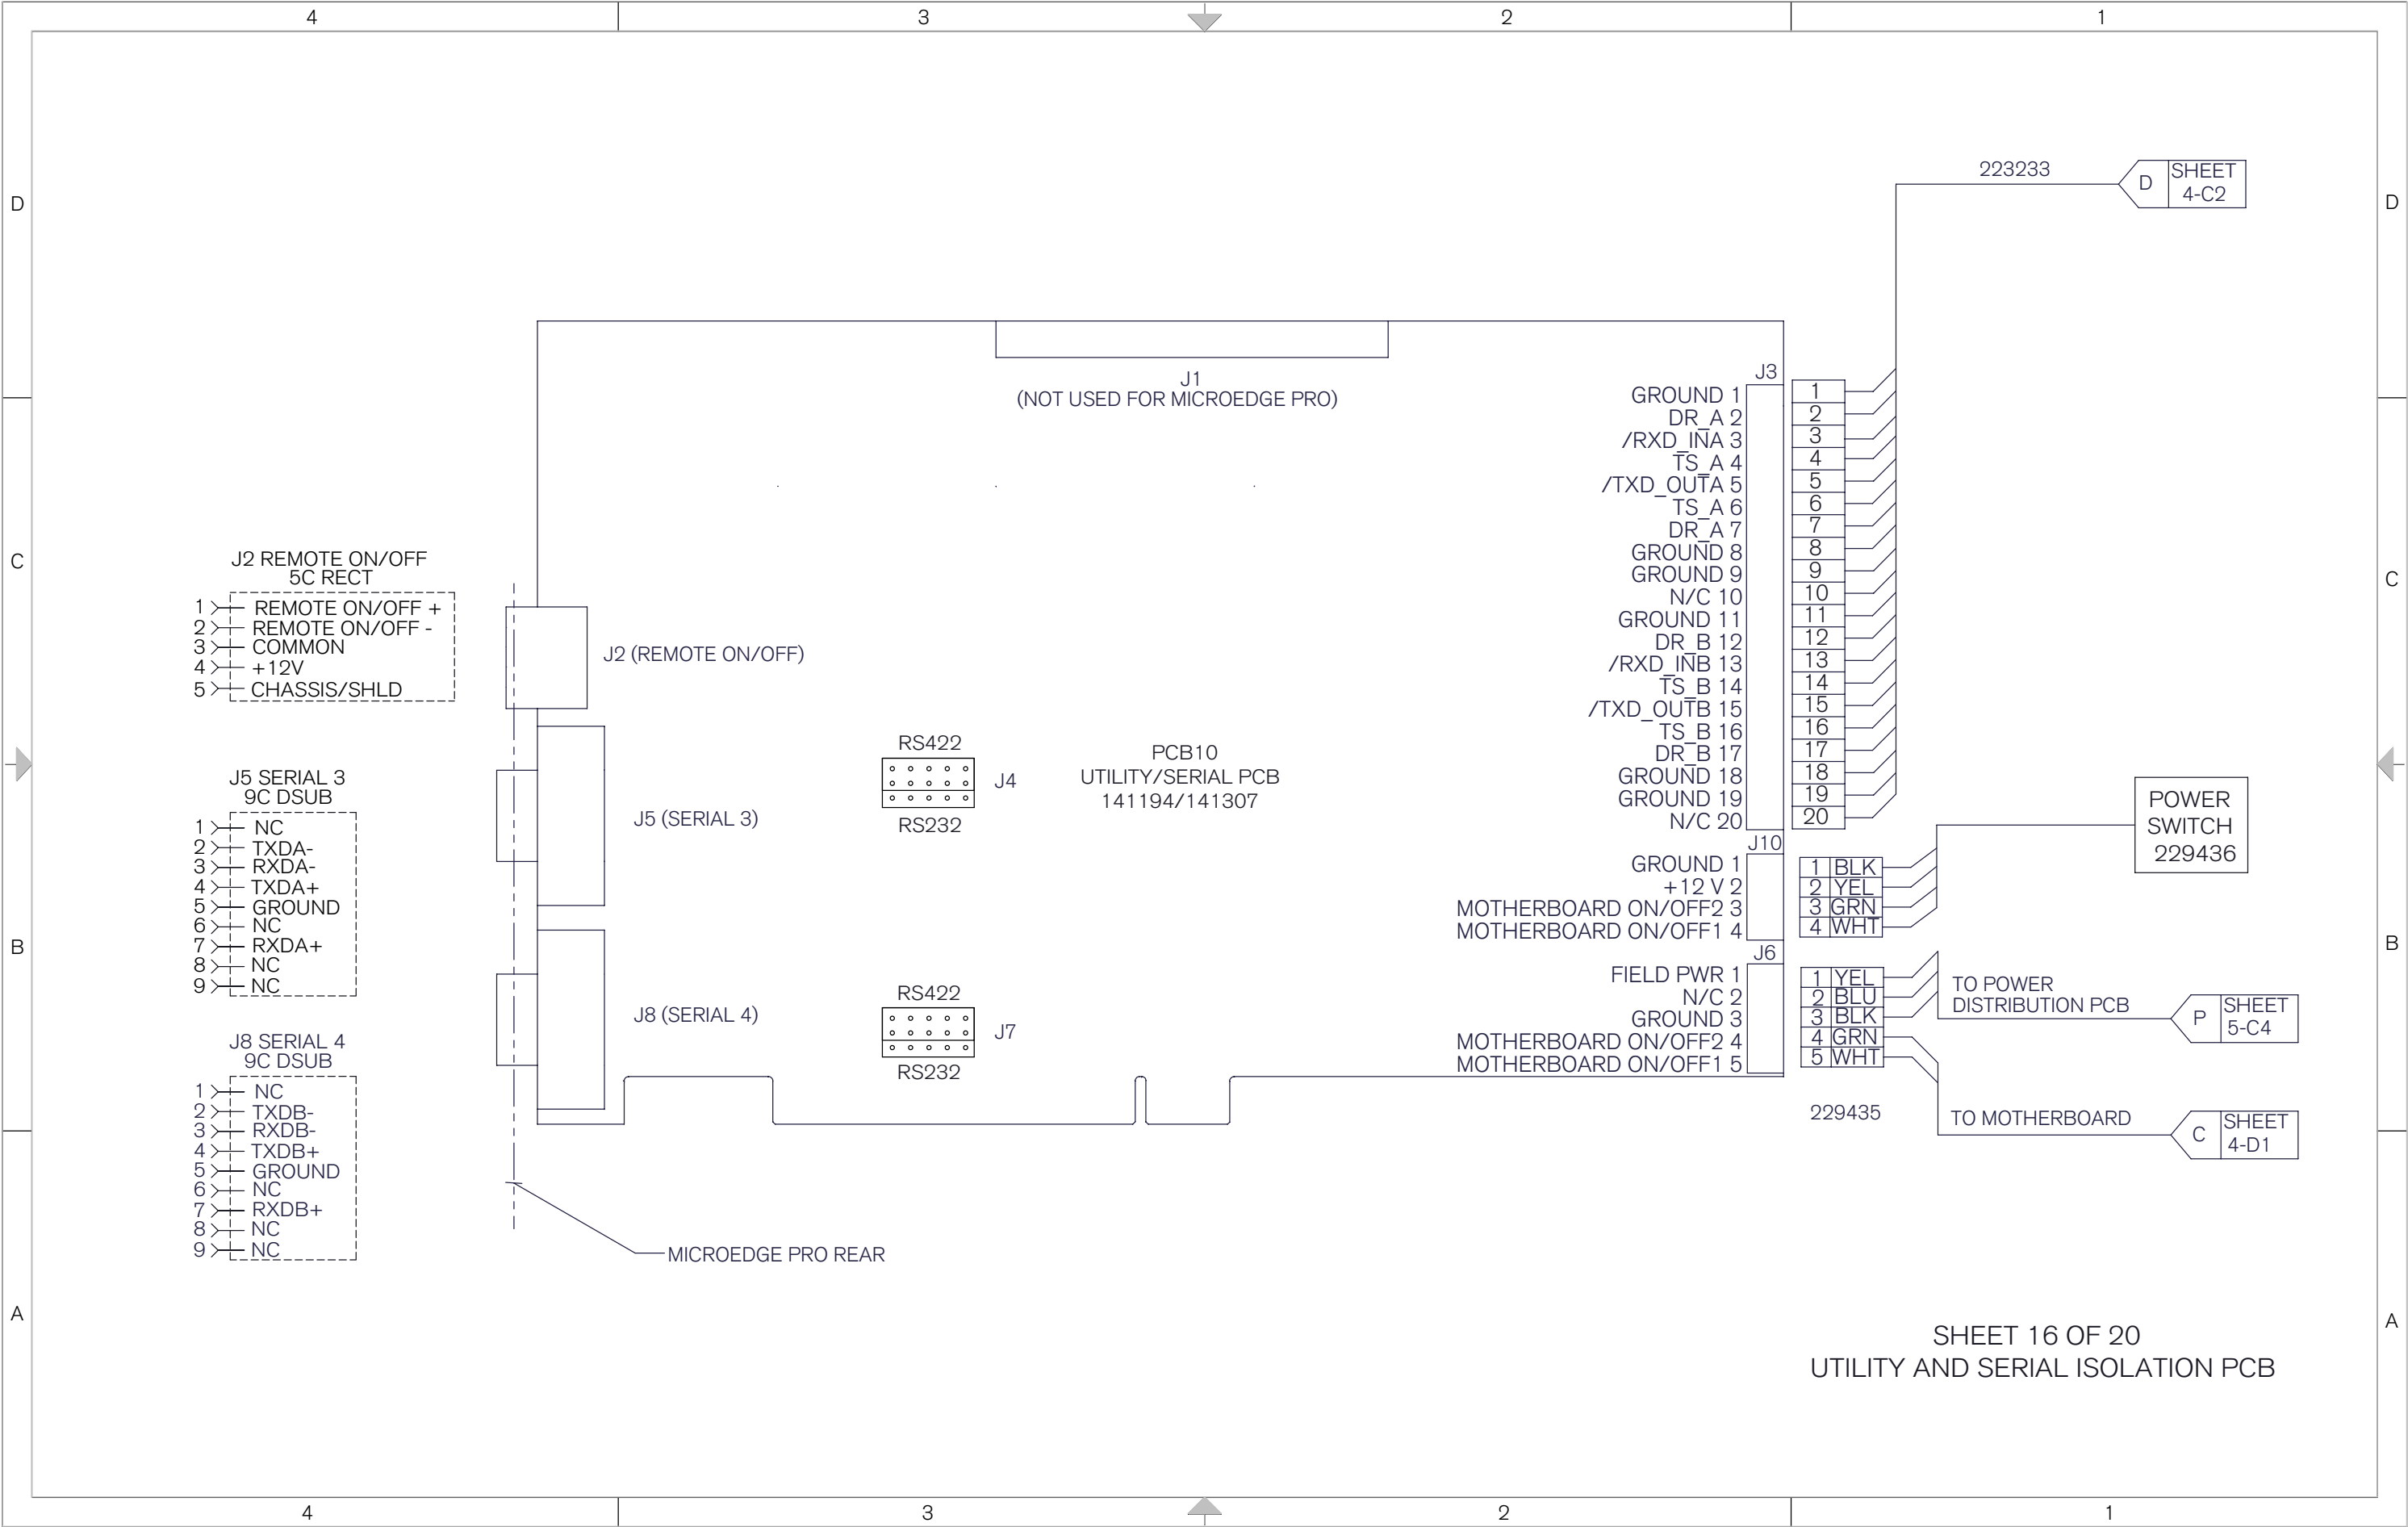 4 3 2 1
D
C
B
A
D
C
B
A
4 3 2 1
223233
D SHEET
4-C2
J1
(NOT USED FOR MICROEDGE PRO)
J2 REMOTE ON/OFF
5C RECT
1 REMOTE ON/OFF +
2 REMOTE ON/OFF -
3 COMMON
4 +12V
5 CHASSIS/SHLD
J5 SERIAL 3
9C DSUB
1 NC
2 TXDA-
3 RXDA-
4 TXDA+
5 GROUND
6 NC
7 RXDA+
8 NC
9 NC
J8 SERIAL 4
9C DSUB
1 NC
2 TXDB-
3 RXDB-
4 TXDB+
5 GROUND
6 NC
7 RXDB+
8 NC
9 NC
J2 (REMOTE ON/OFF)
J5 (SERIAL 3)
J8 (SERIAL 4)
MICROEDGE PRO REAR
RS422
J4
RS232
RS422
J7
RS232
PCB10
UTILITY/SERIAL PCB
141194/141307
J3
GROUND 1 1
DR_A 2 2
/RXD_INA 3 3
TS_A 4 4
/TXD_OUTA 5 5
TS_A 6 6
DR_A 7 7
GROUND 8 8
GROUND 9 9
N/C 10 10
GROUND 11 11
DR_B 12 12
/RXD_INB 13 13
TS_B 14 14
/TXD_OUTB 15 15
TS_B 16 16
DR_B 17 17
GROUND 18 18
GROUND 19 19
N/C 20 20
J10
GROUND 1 1 BLK
+12 V 2 2 YEL
MOTHERBOARD ON/OFF2 3 3 GRN
MOTHERBOARD ON/OFF1 4 4 WHT
J6
FIELD PWR 1 1 YEL
N/C 2 2 BLU
GROUND 3 3 BLK
MOTHERBOARD ON/OFF2 4 4 GRN
MOTHERBOARD ON/OFF1 5 5 WHT
229435
POWER
SWITCH
229436
TO POWER
DISTRIBUTION PCB
P SHEET
5-C4
TO MOTHERBOARD
C SHEET
4-D1
SHEET 16 OF 20
UTILITY AND SERIAL ISOLATION PCB